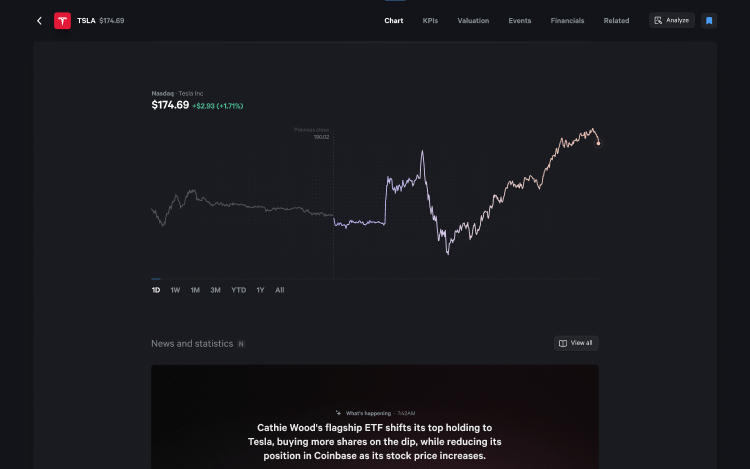 TSLA $174.69
Chart KPIs Valuation Events Financials Related
Analyze
Nasdaq · Tesla Inc
$174.69 +$2.93 (+1.71%)
Previous close
190.02
1D 1W 1M 3M YTD 1Y All
News and statistics N
View all
What's happening · 7:42AM
Cathie Wood's flagship ETF shifts its top holding to
Tesla, buying more shares on the dip, while reducing its
position in Coinbase as its stock price increases.